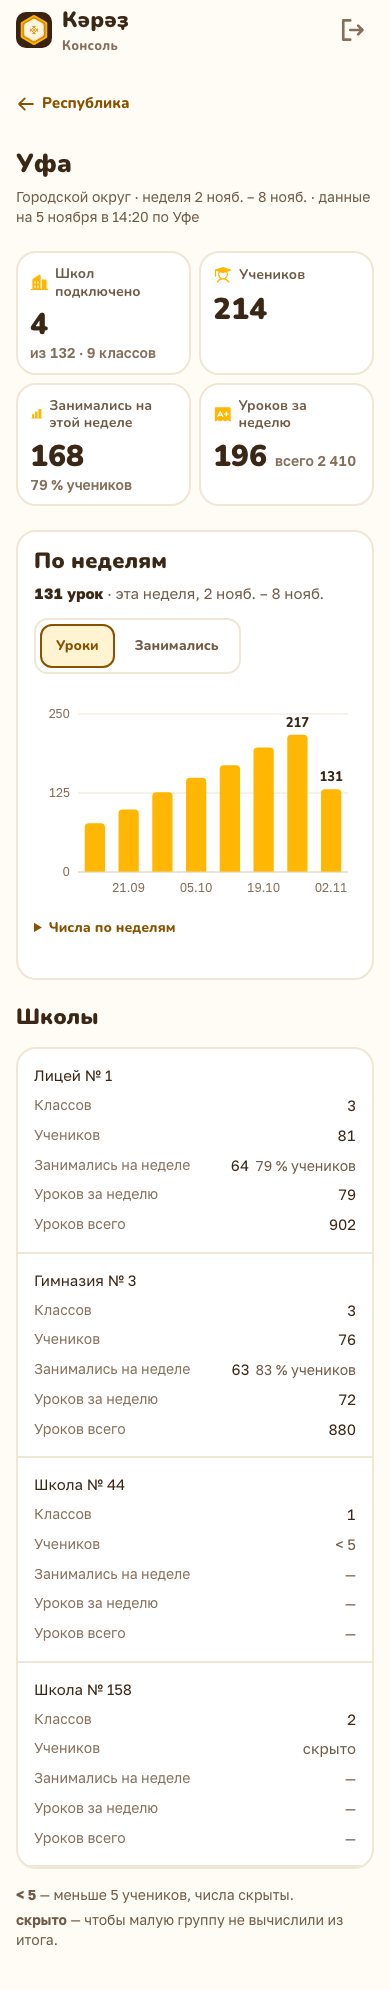 Кәрәҙ
Консоль
← Республика
Уфа
Городской округ · неделя 2 нояб. – 8 нояб. · данные
на 5 ноября в 14:20 по Уфе
Школ
подключено
4
из 132 · 9 классов
Учеников
214
Занимались на
этой неделе
168
79 % учеников
A+
Уроков за
неделю
196 всего 2 410
По неделям
131 урок · эта неделя, 2 нояб. – 8 нояб.
Уроки Занимались
250
217
131
125
0
21.09 05.10 19.10 02.11
▶ Числа по неделям
Школы
Лицей № 1
Классов 3
Учеников 81
Занимались на неделе 64 79 % учеников
Уроков за неделю 79
Уроков всего 902
Гимназия № 3
Классов 3
Учеников 76
Занимались на неделе 63 83 % учеников
Уроков за неделю 72
Уроков всего 880
Школа № 44
Классов 1
Учеников < 5
Занимались на неделе —
Уроков за неделю —
Уроков всего —
Школа № 158
Классов 2
Учеников скрыто
Занимались на неделе —
Уроков за неделю —
Уроков всего —
< 5 — меньше 5 учеников, числа скрыты.
скрыто — чтобы малую группу не вычислили из
итога.